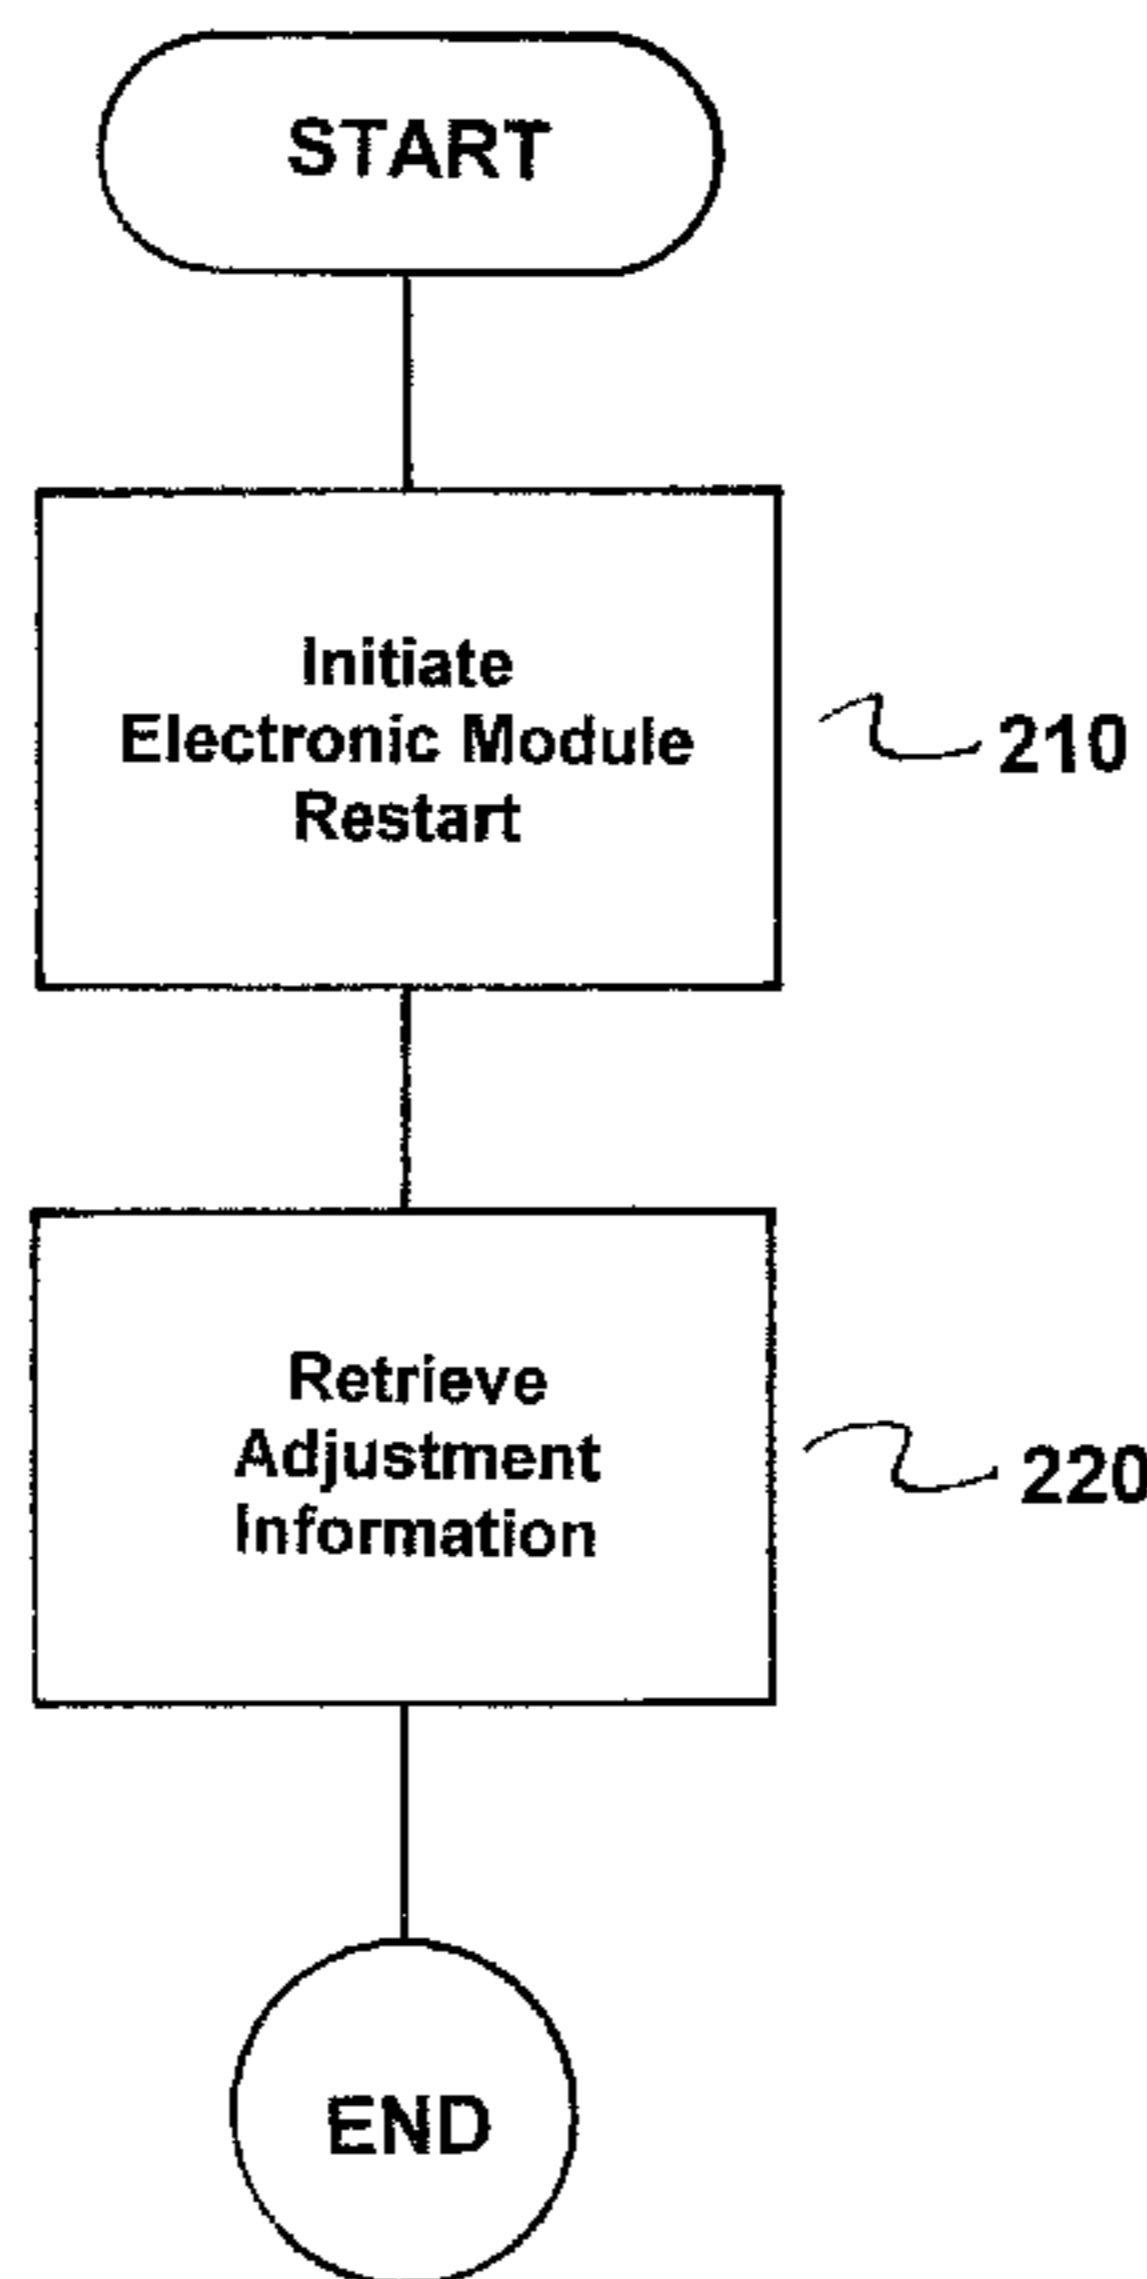 START
Initiate
Electronic Module
Restart
210
Retrieve
Adjustment
Information
220
END